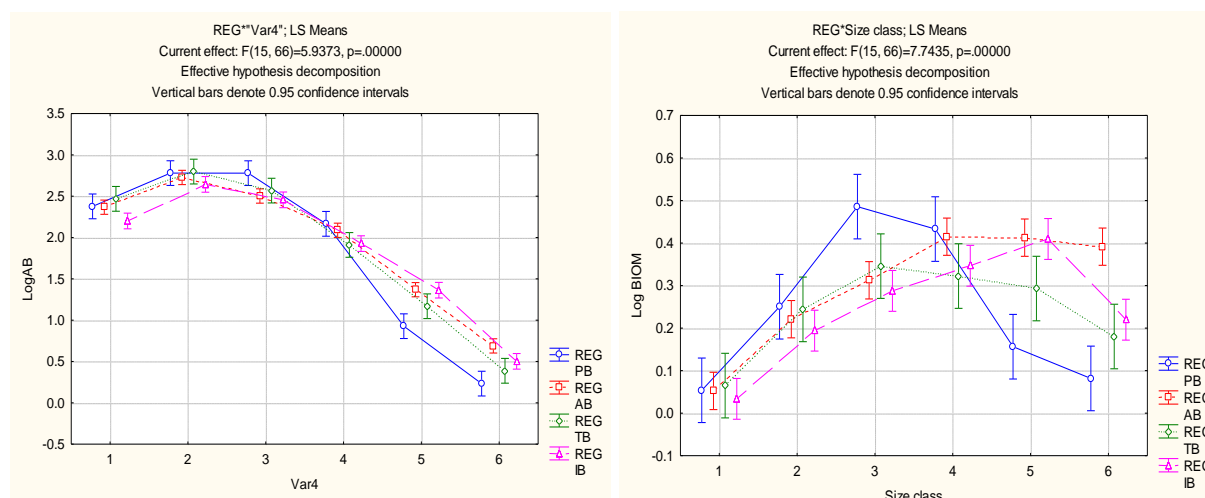 REG*"Var4"; LS Means
Current effect: F(15, 66)=5.9373, p=.00000
Effective hypothesis decomposition
Vertical bars denote 0.95 confidence intervals
3.5
3.0
2.5
2.0
1.5
1.0
0.5
0.0
-0.5
LogAB
1 2 3 4 5 6
Var4
REG
PB
REG
AB
REG
TB
REG
IB
REG*Size class; LS Means
Current effect: F(15, 66)=7.7435, p=.00000
Effective hypothesis decomposition
Vertical bars denote 0.95 confidence intervals
0.7
0.6
0.5
0.4
0.3
0.2
0.1
0.0
-0.1
Log BIOM
1 2 3 4 5 6
Size class
REG
PB
REG
AB
REG
TB
REG
IB